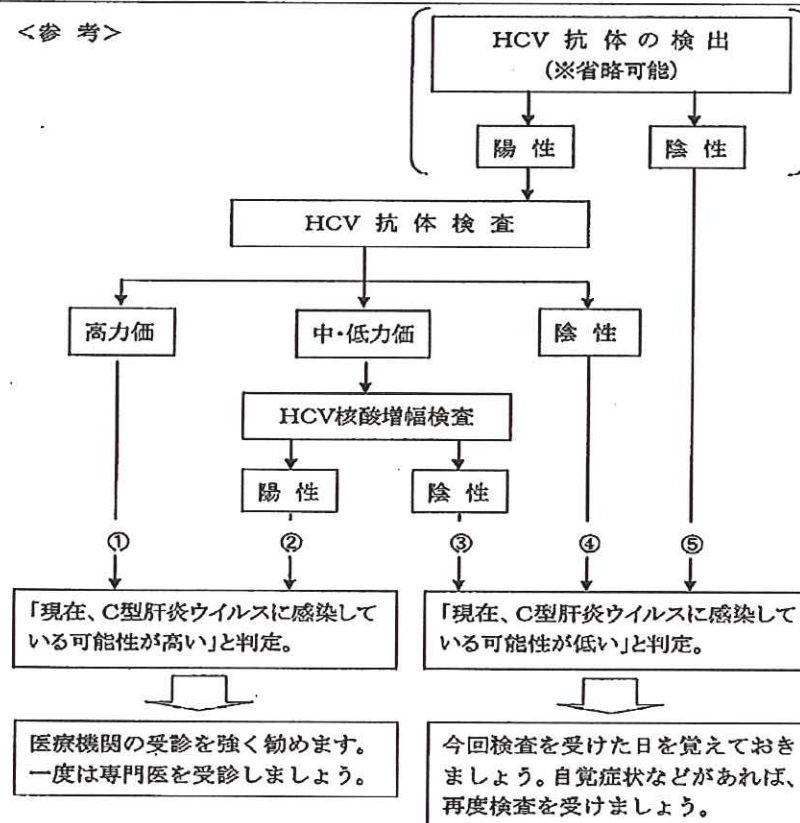 <参 考>
HCV 抗 体 の 検 出
(※省略可能)
陽 性
陰 性
HCV 抗 体 検 査
高力価
中・低力価
陰 性
HCV核酸増幅検査
陽 性
陰 性
①
②
③
④
⑤
「現在、C型肝炎ウイルスに感染して
いる可能性が高い」と判定。
「現在、C型肝炎ウイルスに感染して
いる可能性が低い」と判定。
医療機関の受診を強く勧めます。
一度は専門医を受診しましょう。
今回検査を受けた日を覚えておき
ましょう。自覚症状などがあれば、
再度検査を受けましょう。